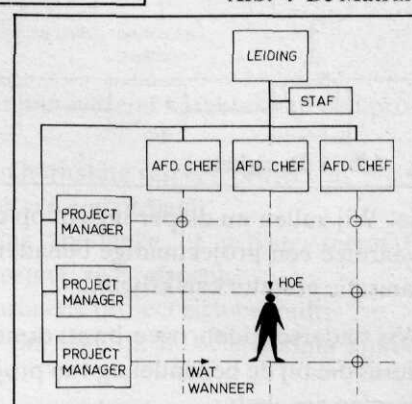 LEIDING
STAF
AFD. CHEF AFD. CHEF AFD. CHEF
PROJECT
MANAGER
PROJECT
MANAGER
HOE
PROJECT
MANAGER
WAT
WANNEER